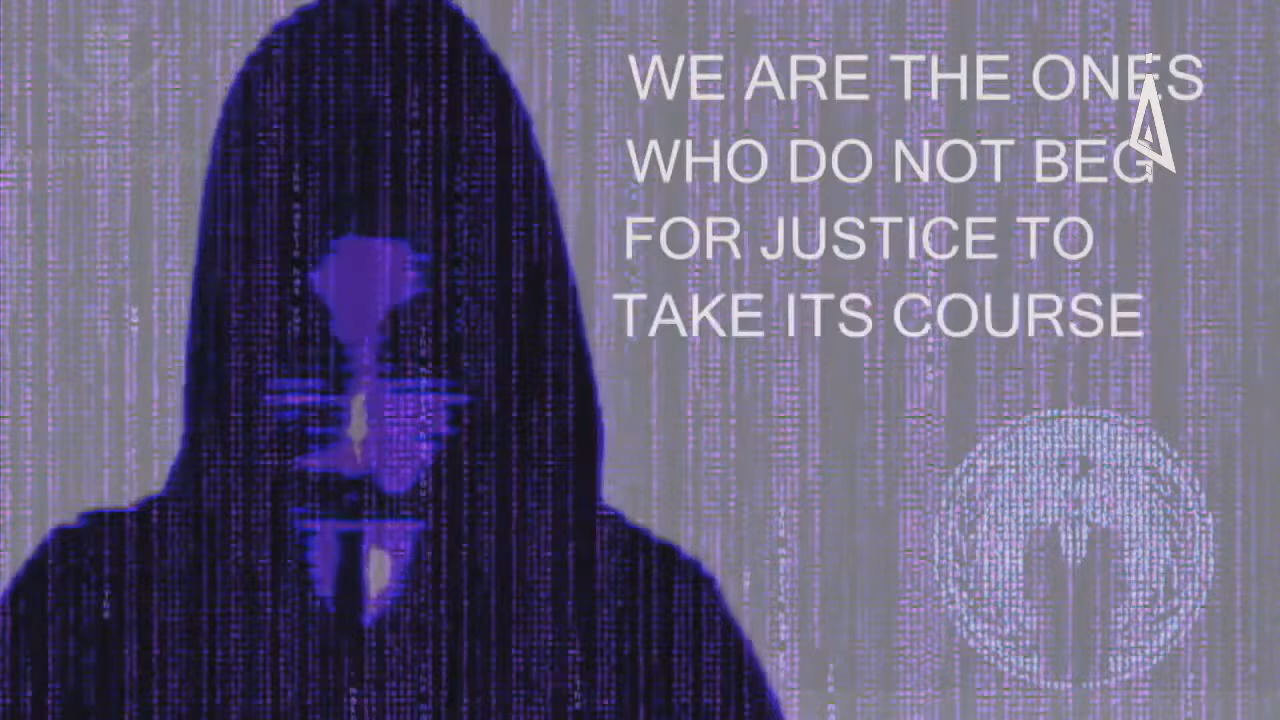 WE ARE THE ONES
WHO DO NOT BEG
FOR JUSTICE TO
TAKE ITS COURSE